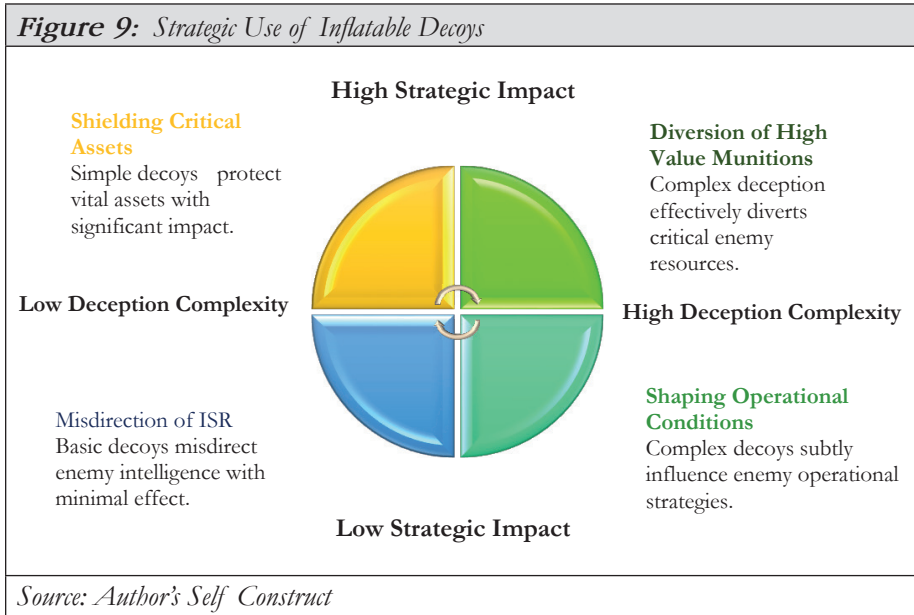 Figure 9: Strategic Use of Inflatable Decoys
High Strategic Impact
Shielding Critical
Assets
Simple decoys protect
vital assets with
significant impact.
Diversion of High
Value Munitions
Complex deception
effectively diverts
critical enemy
resources.
Low Deception Complexity
High Deception Complexity
Misdirection of ISR
Basic decoys misdirect
enemy intelligence with
minimal effect.
Shaping Operational
Conditions
Complex decoys subtly
influence enemy operational
strategies.
Low Strategic Impact
Source: Author's Self Construct